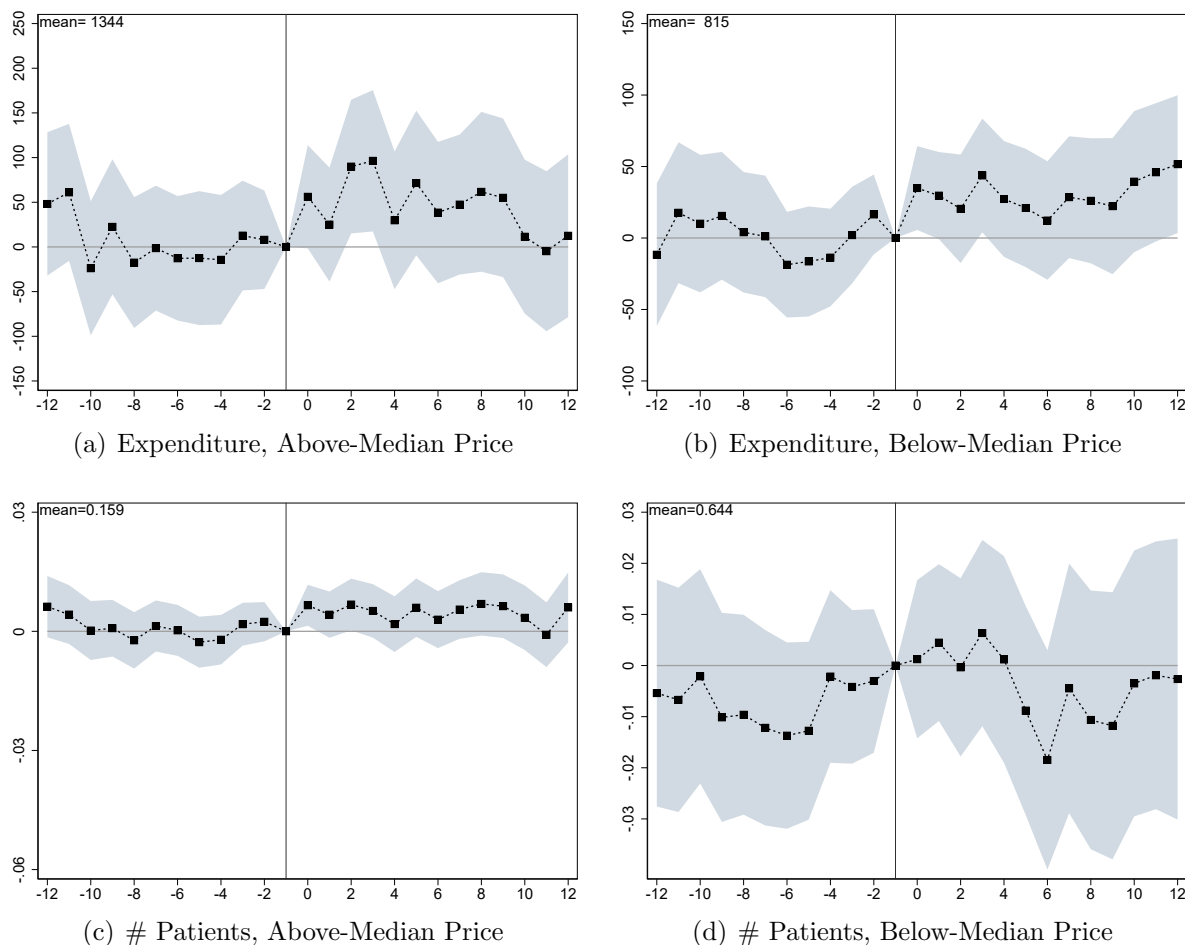 mean= 1344
250
200
150
100
50
0
-50
-100
-150
-12 -10 -8 -6 -4 -2 0 2 4 6 8 10 12
(a) Expenditure, Above-Median Price
mean= 815
150
100
50
0
-50
-100
-12 -10 -8 -6 -4 -2 0 2 4 6 8 10 12
(b) Expenditure, Below-Median Price
mean=0.159
.03
0
-.03
-.06
-12 -10 -8 -6 -4 -2 0 2 4 6 8 10 12
(c) # Patients, Above-Median Price
mean=0.644
.03
.02
.01
0
-.01
-.02
-.03
-12 -10 -8 -6 -4 -2 0 2 4 6 8 10 12
(d) # Patients, Below-Median Price